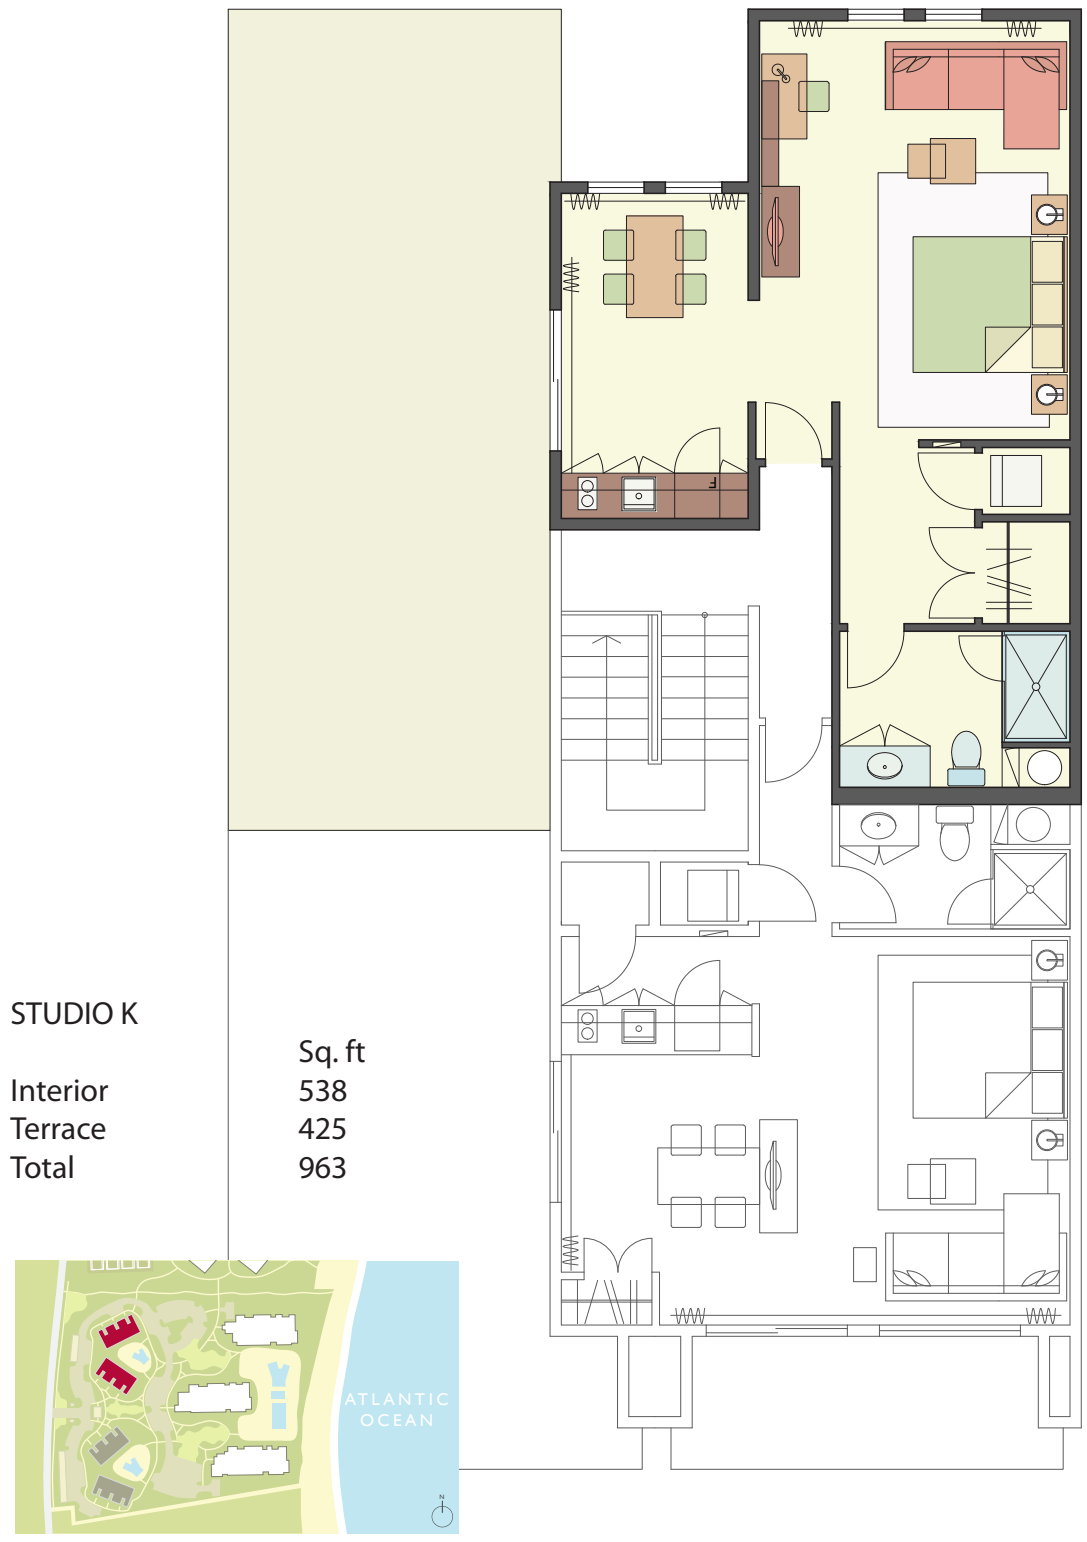 F
STUDIO K
Sq. ft
Interior 538
Terrace 425
Total 963
ATLANTIC
OCEAN
N